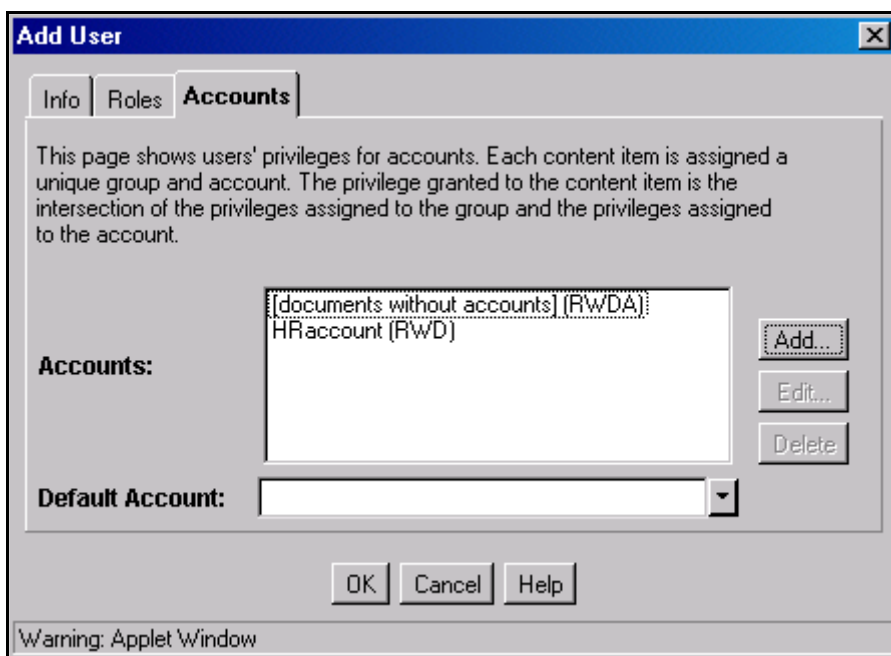 Add User
Info Roles Accounts
This page shows users' privileges for accounts. Each content item is assigned a
unique group and account. The privilege granted to the content item is the
intersection of the privileges assigned to the group and the privileges assigned
to the account.
[documents without accounts] (RWDA)
HRaccount (RWD)
Accounts:
Add...
Edit...
Delete
Default Account:
OK Cancel Help
Warning: Applet Window